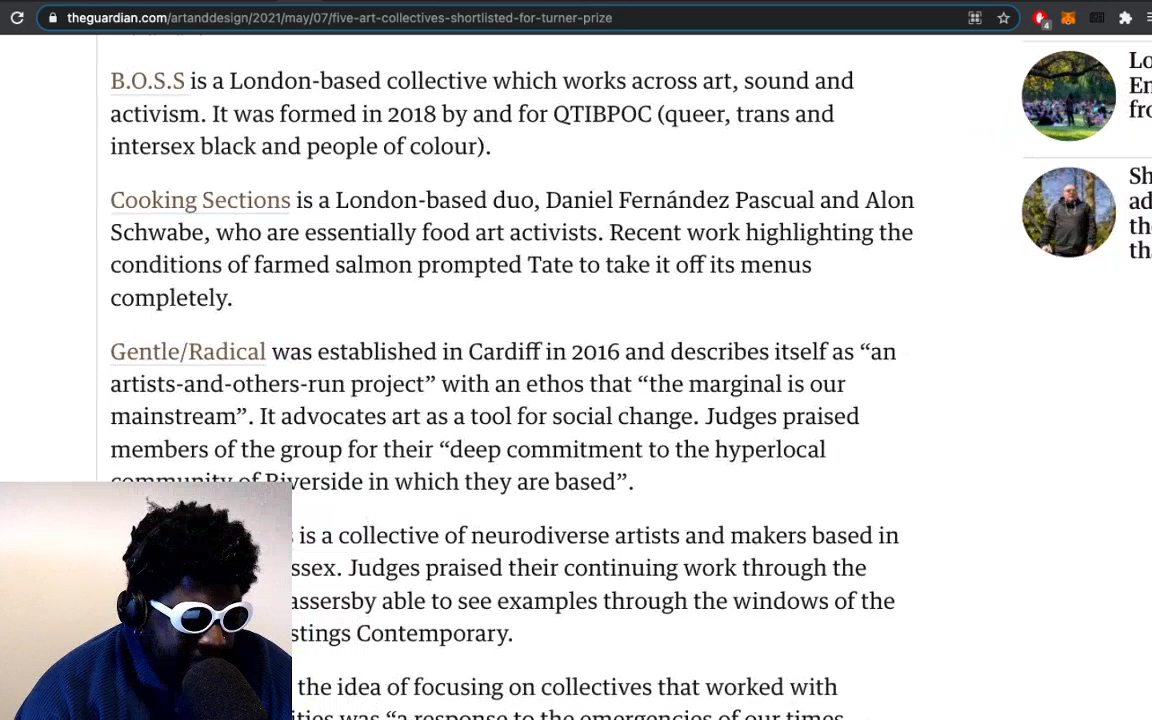 theguardian.com/artanddesign/2021/may/07/five-art-collectives-shortlisted-for-turner-prize
4
B.O.S.S is a London-based collective which works across art, sound and
activism. It was formed in 2018 by and for QTIBPOC (queer, trans and
intersex black and people of colour).
Cooking Sections is a London-based duo, Daniel Fernández Pascual and Alon
Schwabe, who are essentially food art activists. Recent work highlighting the
conditions of farmed salmon prompted Tate to take it off its menus
completely.
Gentle/Radical was established in Cardiff in 2016 and describes itself as “an
artists-and-others-run project” with an ethos that “the marginal is our
mainstream”. It advocates art as a tool for social change. Judges praised
members of the group for their “deep commitment to the hyperlocal
community of Riverside in which they are based”.
is a collective of neurodiverse artists and makers based in
ssex. Judges praised their continuing work through the
assersby able to see examples through the windows of the
stings Contemporary.
the idea of focusing on collectives that worked with
ities was “a response to the emergencies of our times
Lo
En
fro
Sh
ad
the
tha